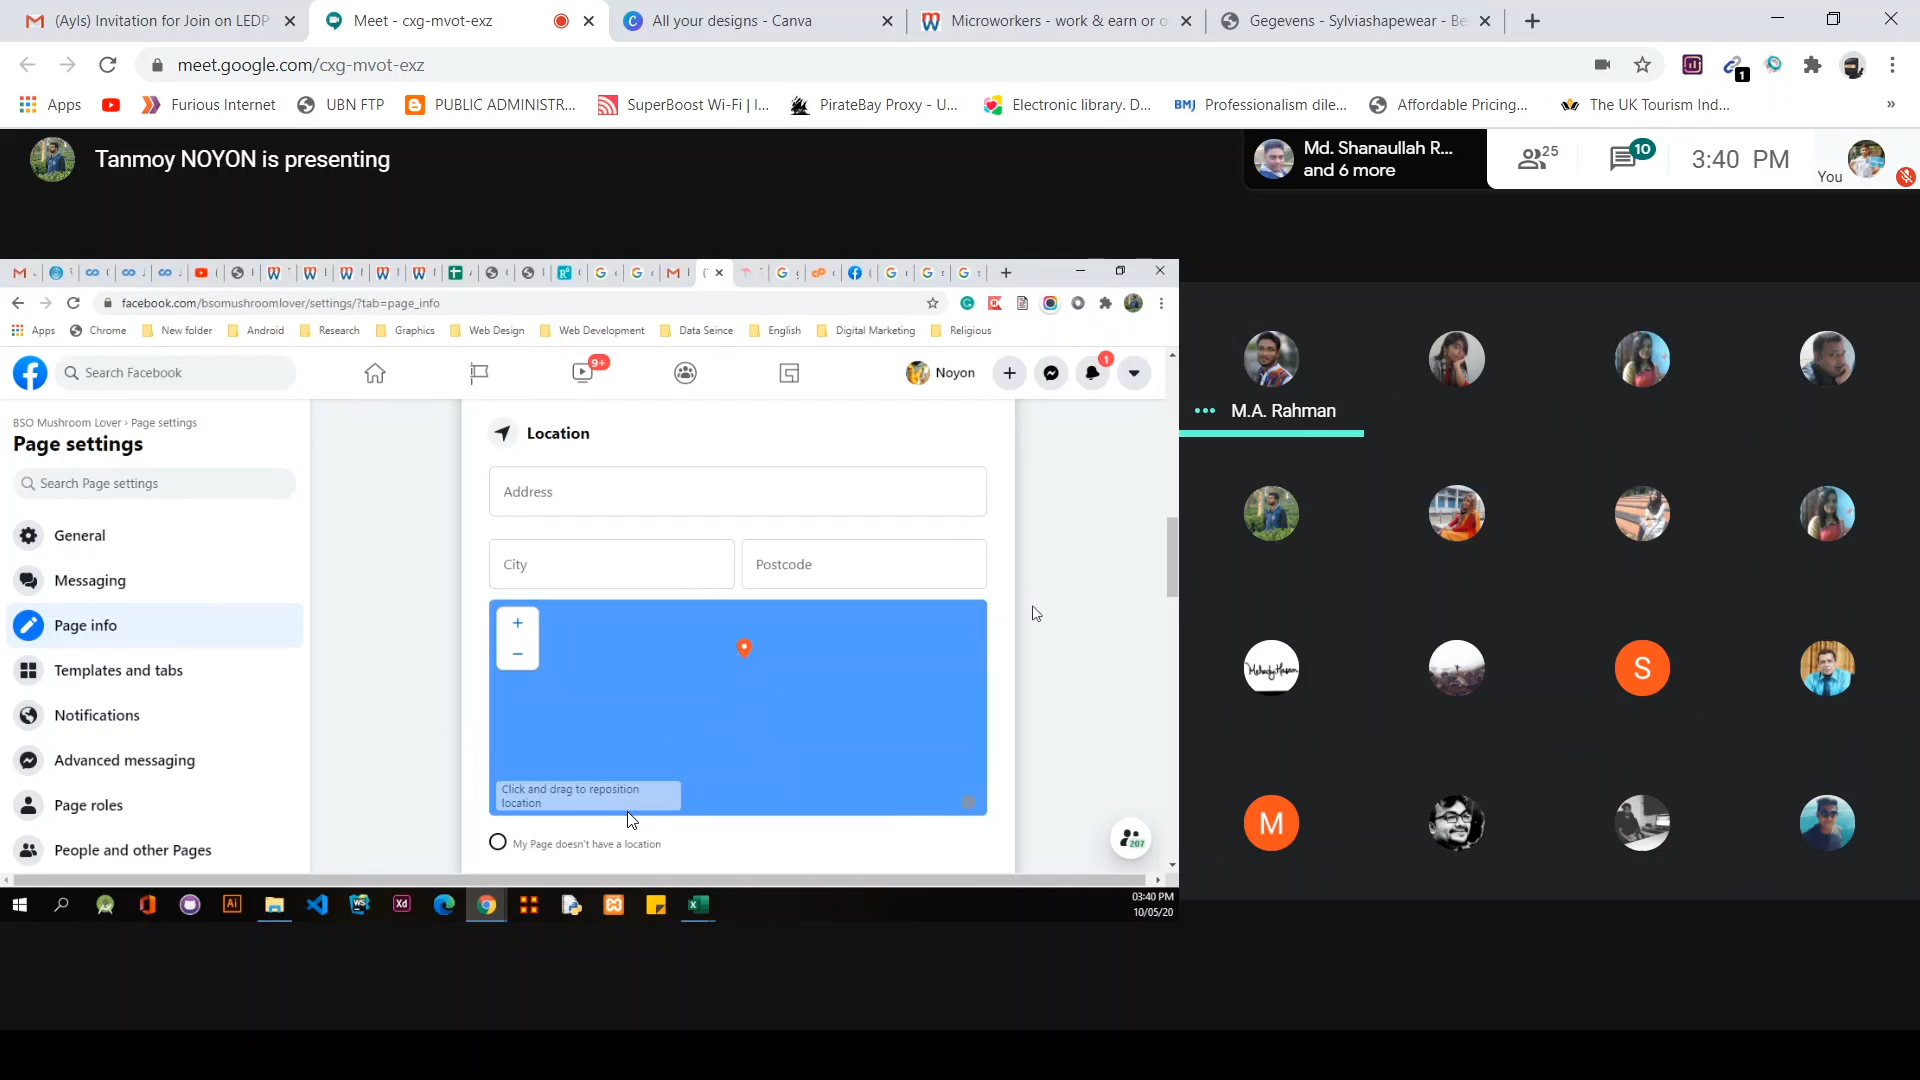 (Ayls) Invitation for Join on LEDP
Meet - cxg-mvot-exz
All your designs - Canva
Microworkers - work & earn or o
Gegevens - Sylviashapewear - Be
meet.google.com/cxg-mvot-exz
1
Apps
Furious Internet
UBN FTP
PUBLIC ADMINISTR...
SuperBoost Wi-Fi | I...
PirateBay Proxy - U...
Electronic library. D...
BMJ Professionalism dile...
Affordable Pricing...
The UK Tourism Ind...
»
Tanmoy NOYON is presenting
Md. Shanaullah R...
and 6 more
25
10
3:40 PM
You
facebook.com/bsomushroomlover/settings/?tab=page_info
Apps
Chrome
New folder
Android
Research
Graphics
Web Design
Web Development
Data Seince
English
Digital Marketing
Religious
Search Facebook
9+
Noyon
1
BSO Mushroom Lover › Page settings
Page settings
Search Page settings
General
Messaging
Page info
Templates and tabs
Notifications
Advanced messaging
Page roles
People and other Pages
Location
Address
City
Postcode
+
−
Click and drag to reposition
location
My Page doesn't have a location
207
M.A. Rahman
S
M
Ai
WS
Xd
03:40 PM
10/05/20